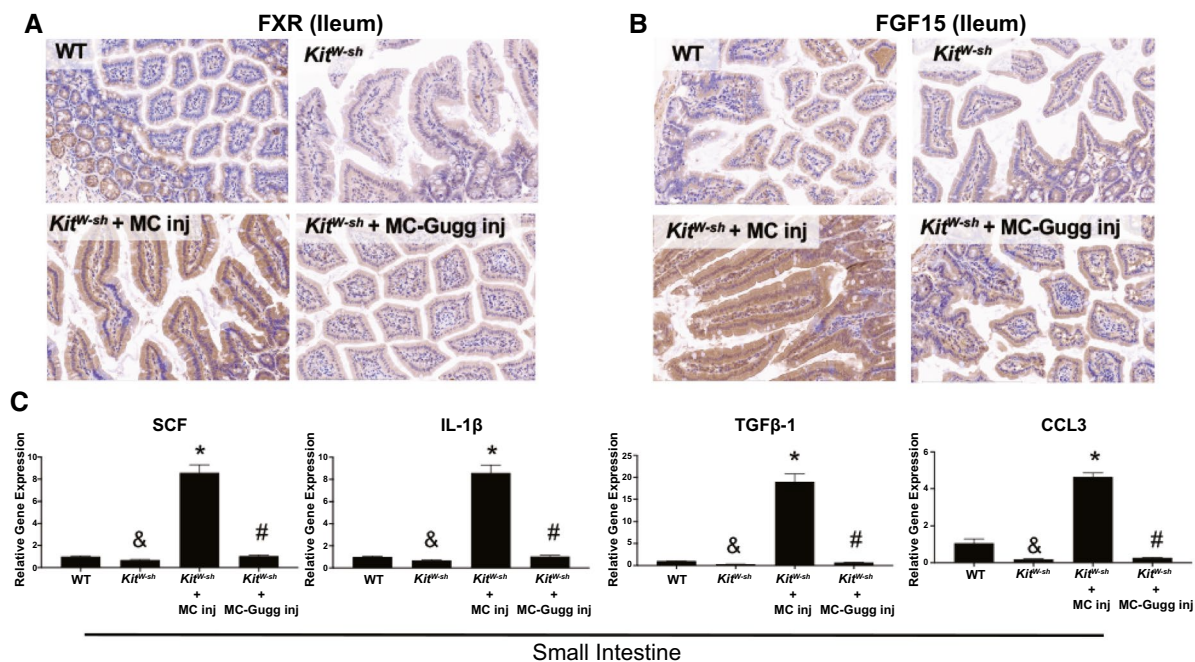 A
FXR (Ileum)
WT
KitW-sh
KitW-sh + MC inj
KitW-sh + MC-Gugg inj
B
FGF15 (Ileum)
WT
KitW-sh
KitW-sh + MC inj
KitW-sh + MC-Gugg inj
C
SCF
Relative Gene Expression
10
8
6
4
2
0
&
*
#
WT
KitW-sh
KitW-sh
+
MC inj
KitW-sh
+
MC-Gugg inj
IL-1β
Relative Gene Expression
10
8
6
4
2
0
&
*
#
WT
KitW-sh
KitW-sh
+
MC inj
KitW-sh
+
MC-Gugg inj
TGFβ-1
Relative Gene Expression
25
20
15
10
5
0
&
*
#
WT
KitW-sh
KitW-sh
+
MC inj
KitW-sh
+
MC-Gugg inj
CCL3
Relative Gene Expression
6
4
2
0
&
*
#
WT
KitW-sh
KitW-sh
+
MC inj
KitW-sh
+
MC-Gugg inj
Small Intestine